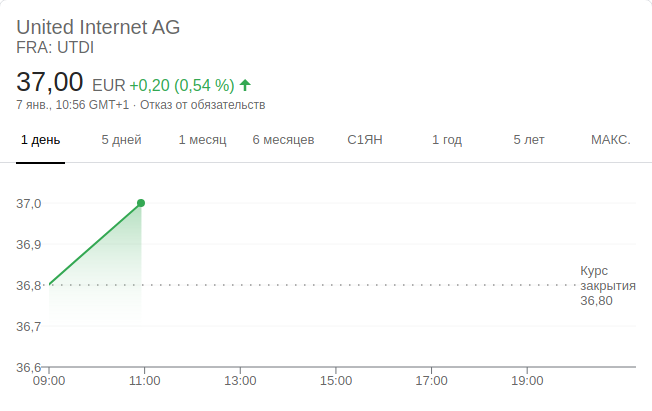 United Internet AG
FRA: UTDI
37,00 EUR +0,20 (0,54 %)
7 янв., 10:56 GMT+1 · Отказ от обязательств
1 день 5 дней 1 месяц 6 месяцев С1ЯН 1 год 5 лет МАКС.
37,0
36,9
Курс
36,8 закрытия
36,80
36,7
36,6
09:00 11:00 13:00 15:00 17:00 19:00